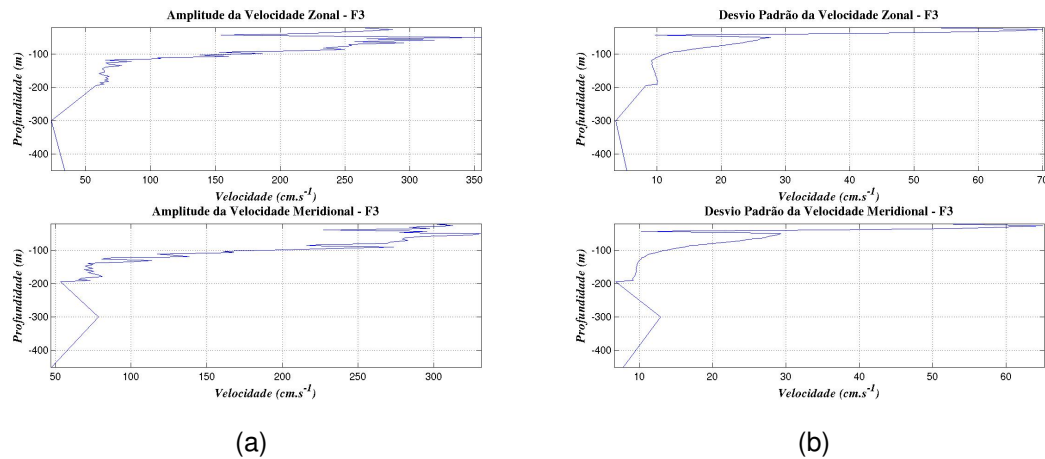 Amplitude da Velocidade Zonal - F3
Profundidade (m)
-100
-200
-300
-400
50 100 150 200 250 300 350
Velocidade (cm.s⁻¹)
Amplitude da Velocidade Meridional - F3
Profundidade (m)
-100
-200
-300
-400
50 100 150 200 250 300
Velocidade (cm.s⁻¹)
(a)
Desvio Padrão da Velocidade Zonal - F3
Profundidade (m)
-100
-200
-300
-400
10 20 30 40 50 60 70
Velocidade (cm.s⁻¹)
Desvio Padrão da Velocidade Meridional - F3
Profundidade (m)
-100
-200
-300
-400
10 20 30 40 50 60
Velocidade (cm.s⁻¹)
(b)